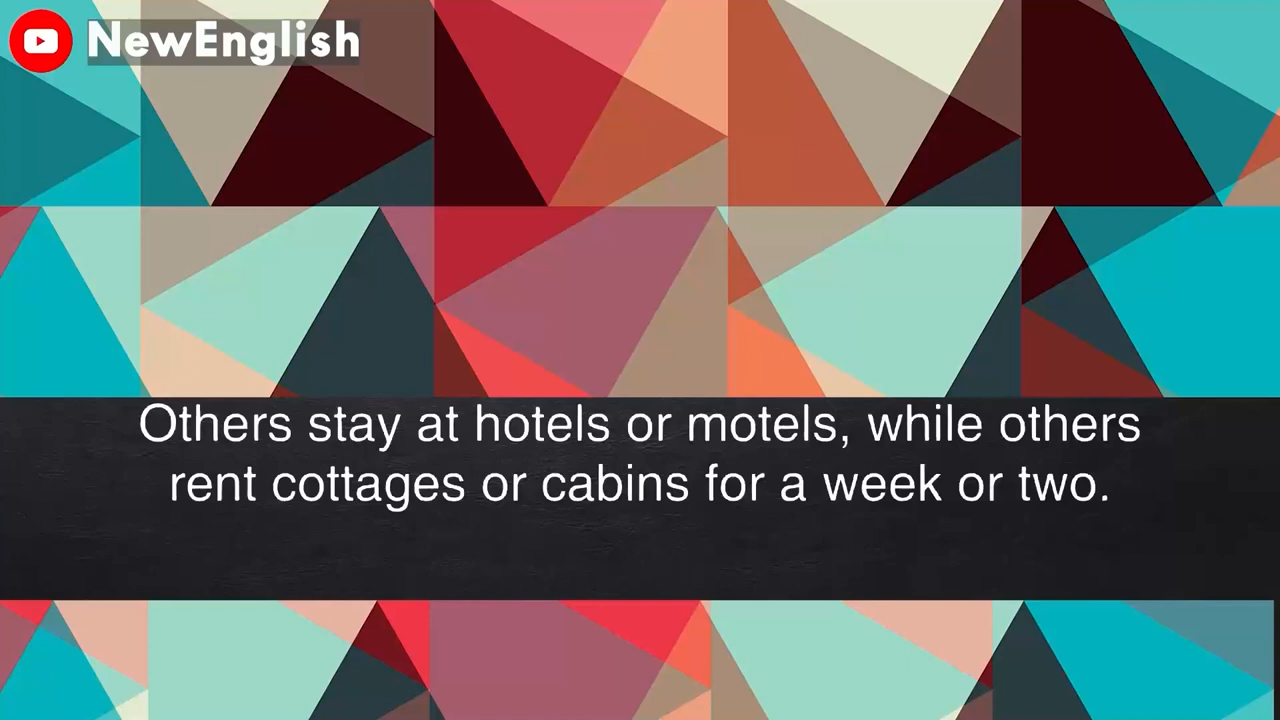 NewEnglish
Others stay at hotels or motels, while others
rent cottages or cabins for a week or two.